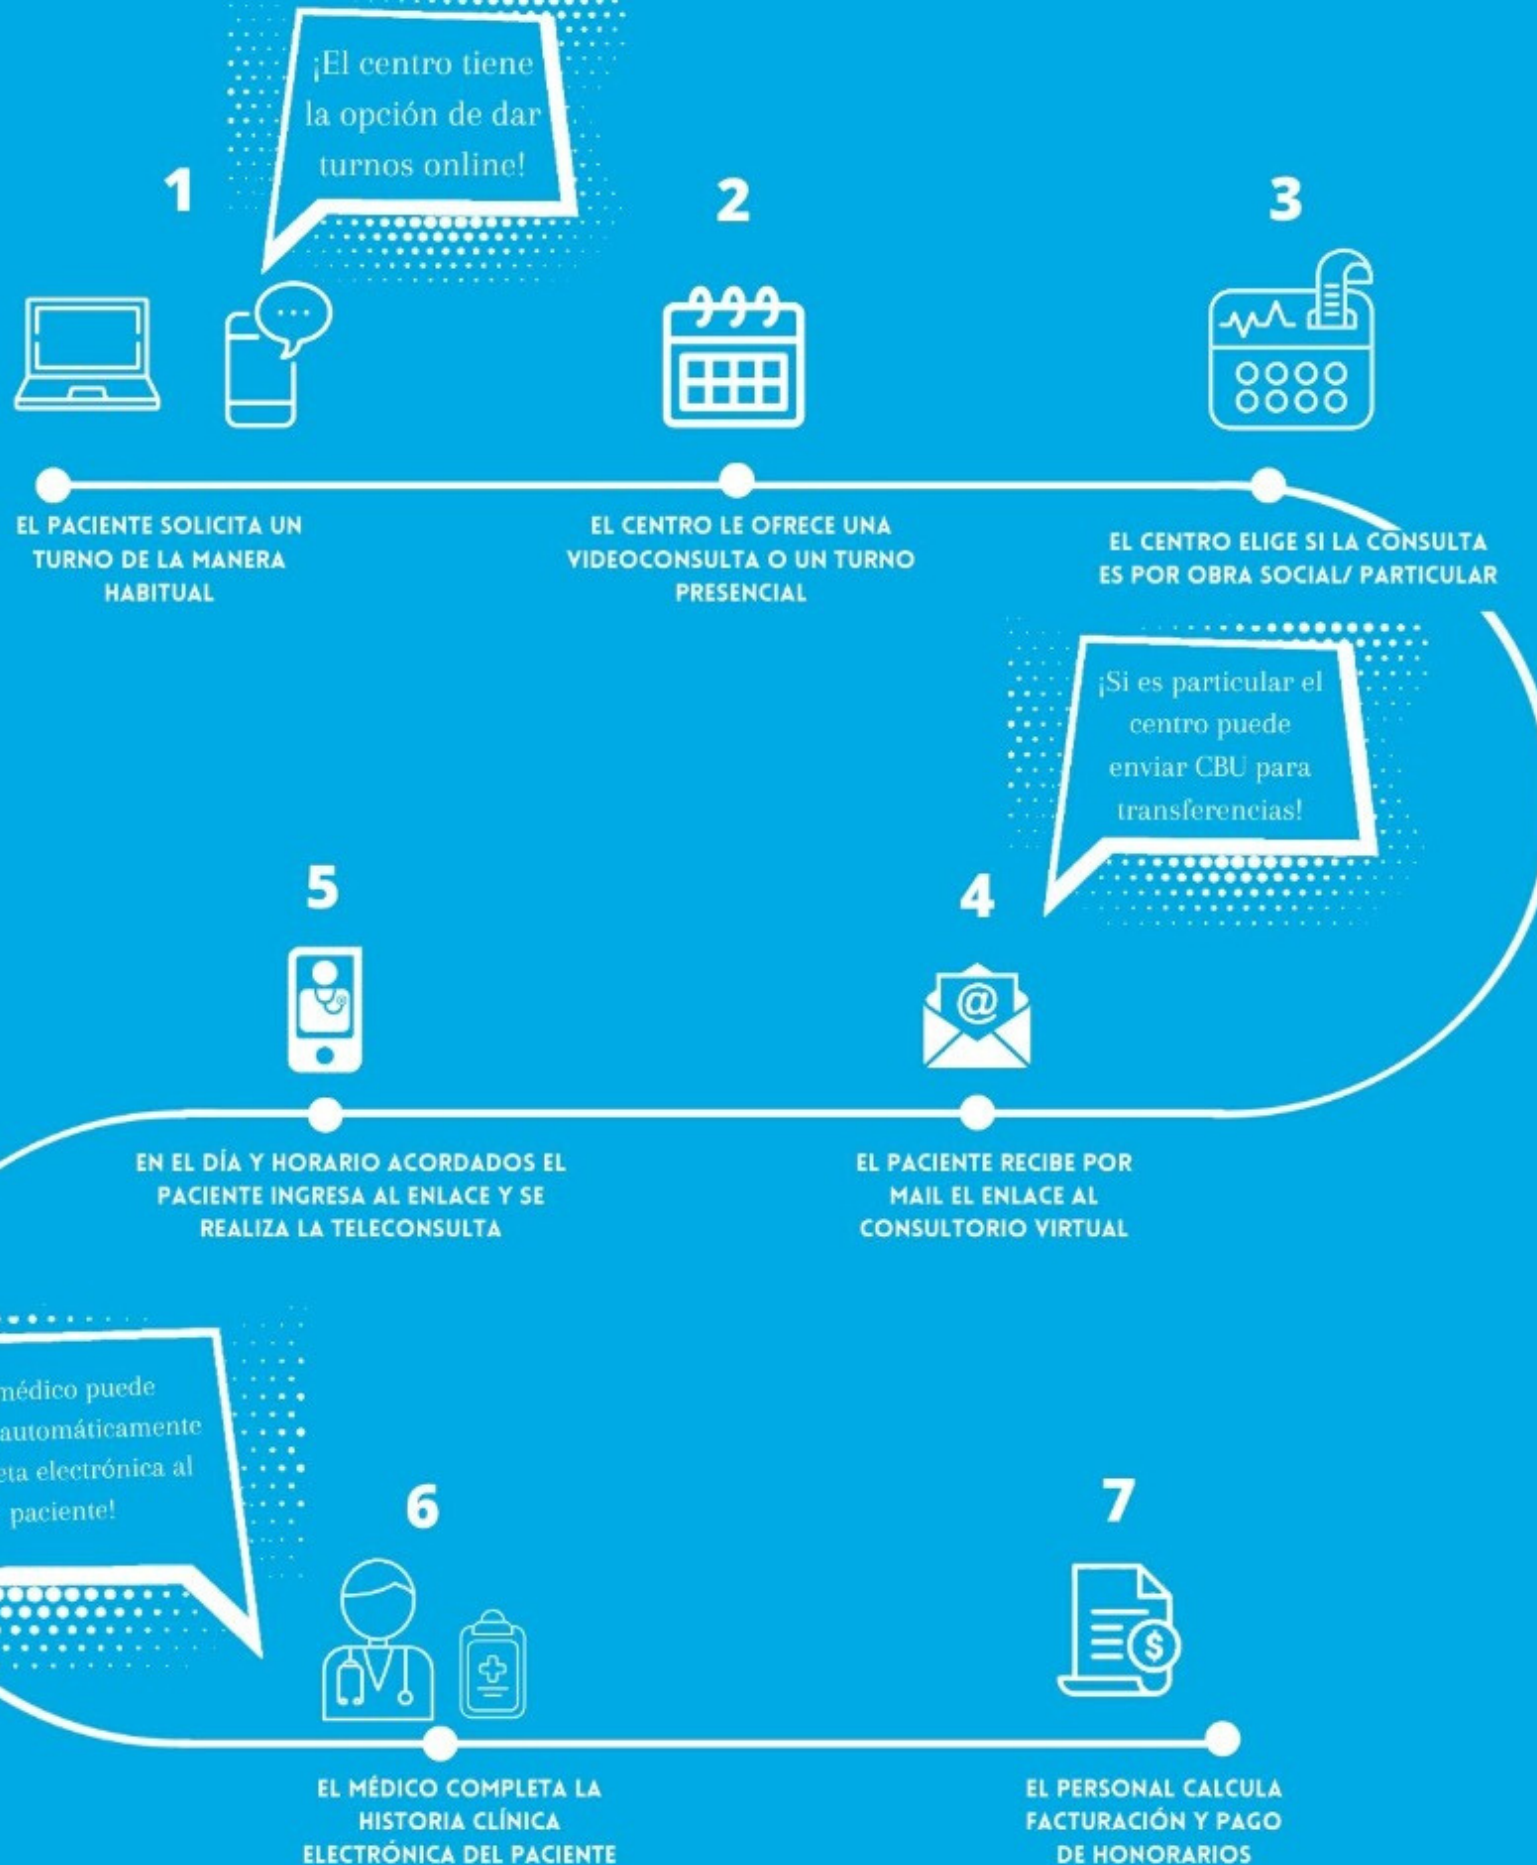 ¡El centro tiene
la opción de dar
turnos online!
1
2
3
EL PACIENTE SOLICITA UN
TURNO DE LA MANERA
HABITUAL
EL CENTRO LE OFRECE UNA
VIDEOCONSULTA O UN TURNO
PRESENCIAL
EL CENTRO ELIGE SI LA CONSULTA
ES POR OBRA SOCIAL/ PARTICULAR
¡Si es particular el
centro puede
enviar CBU para
transferencias!
4
@
EL PACIENTE RECIBE POR
MAIL EL ENLACE AL
CONSULTORIO VIRTUAL
5
EN EL DÍA Y HORARIO ACORDADOS EL
PACIENTE INGRESA AL ENLACE Y SE
REALIZA LA TELECONSULTA
puede
automáticamente
electrónica al
paciente!
6
EL MÉDICO COMPLETA LA
HISTORIA CLÍNICA
ELECTRÓNICA DEL PACIENTE
7
$
EL PERSONAL CALCULA
FACTURACIÓN Y PAGO
DE HONORARIOS